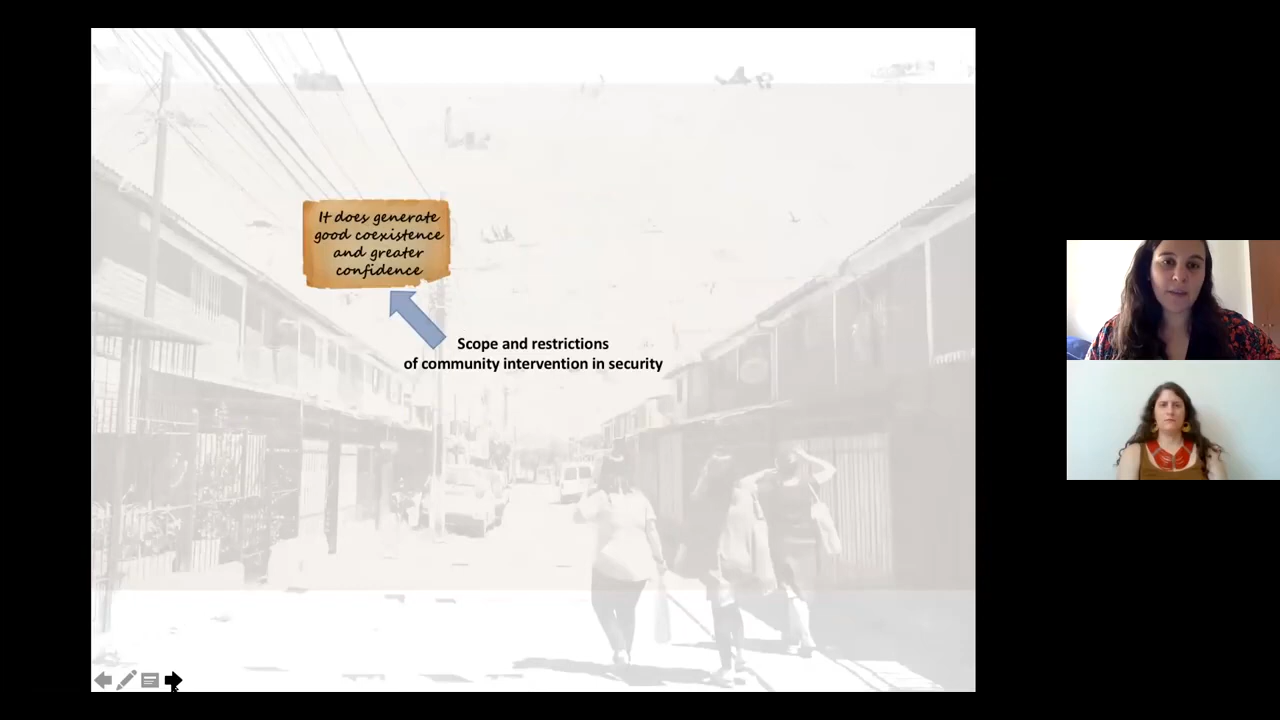 It does generate
good coexistence
and greater
confidence
Scope and restrictions
of community intervention in security